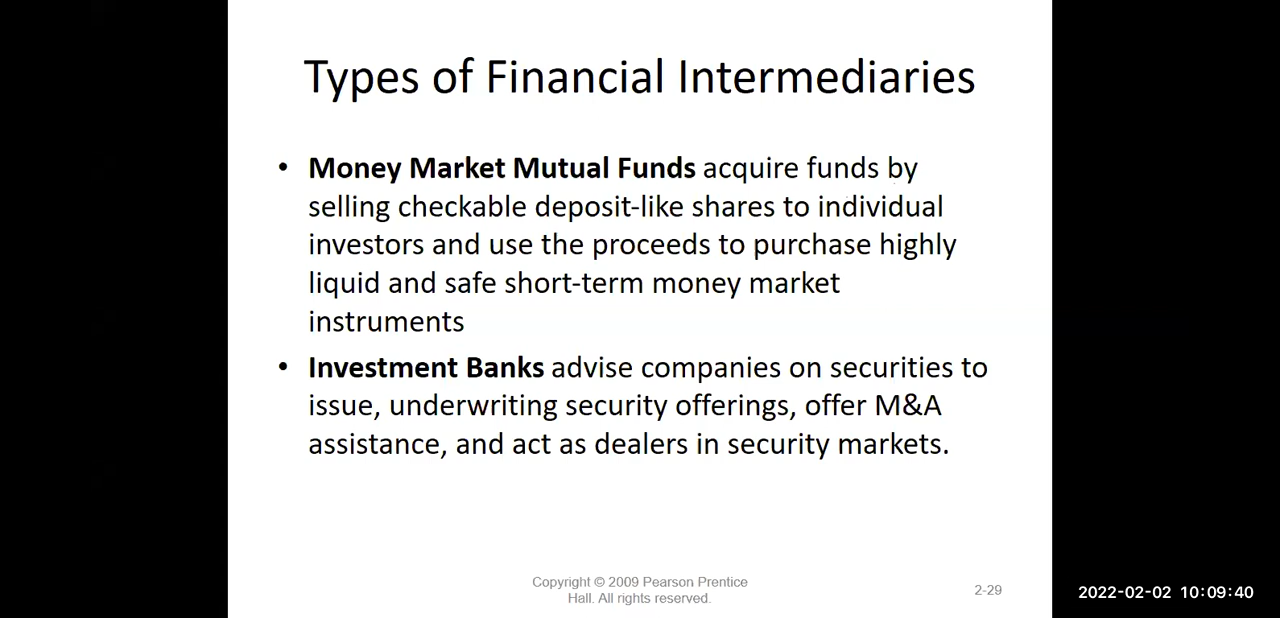 Types of Financial Intermediaries
• Money Market Mutual Funds acquire funds by
selling checkable deposit-like shares to individual
investors and use the proceeds to purchase highly
liquid and safe short-term money market
instruments
• Investment Banks advise companies on securities to
issue, underwriting security offerings, offer M&A
assistance, and act as dealers in security markets.
Copyright © 2009 Pearson Prentice
Hall. All rights reserved.
2-29
2022-02-02 10:09:40